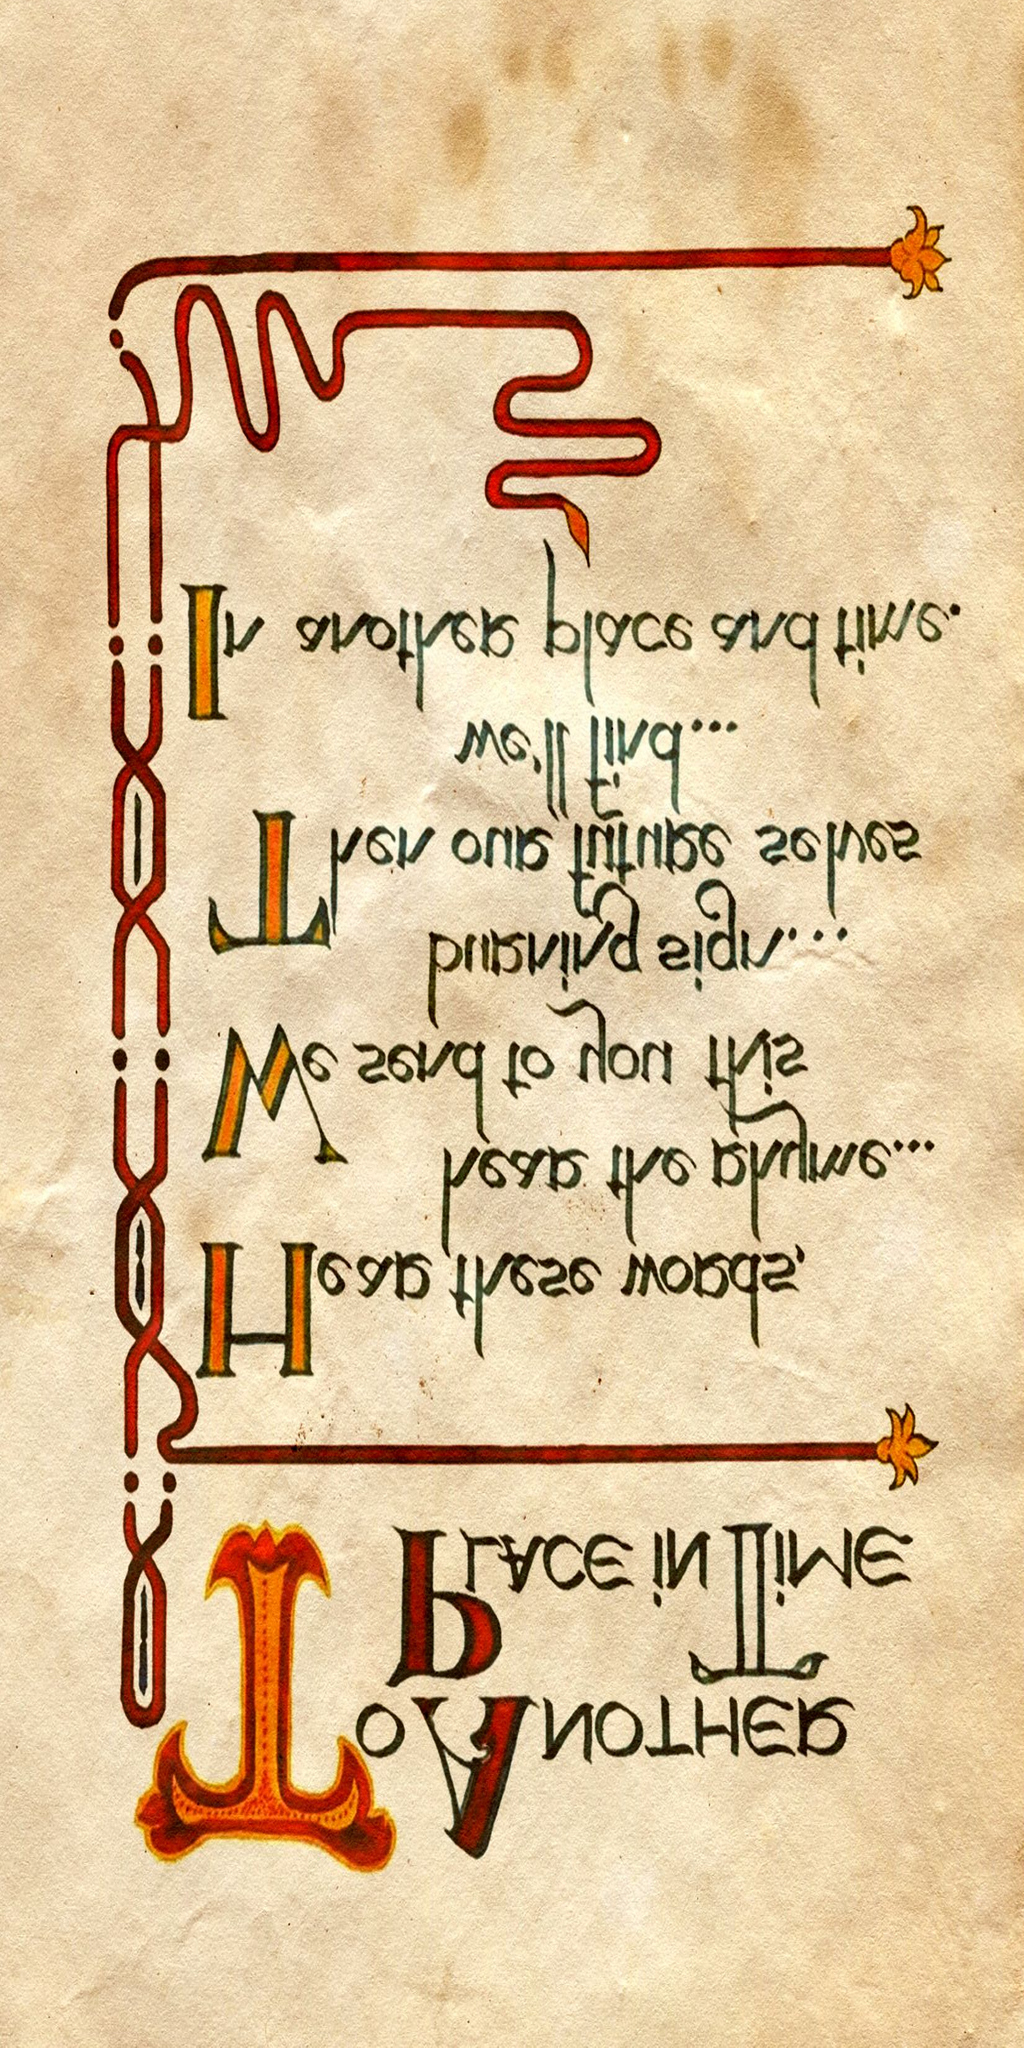 To Another
Place in Time
Hear these words,
hear the rhyme...
We send to you this
burning sign...
Then our future selves
we'll find...
In another place and time.